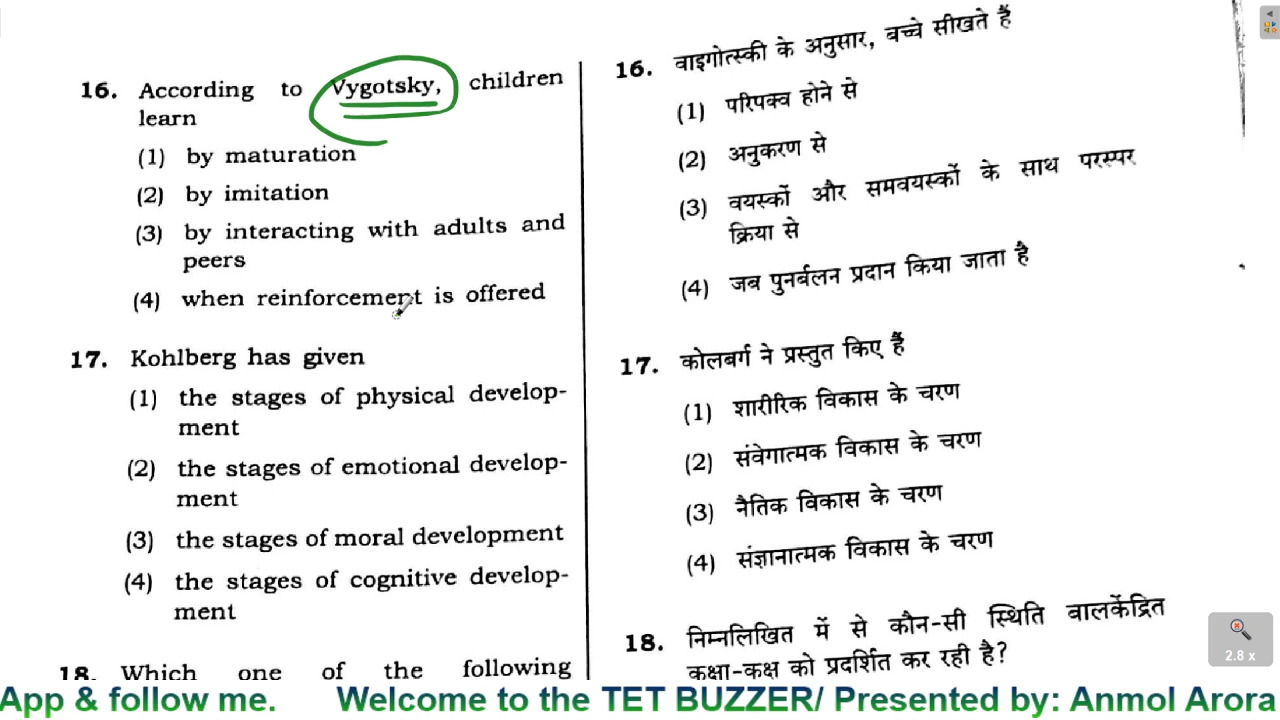 16. According to Vygotsky, children
learn
(1) by maturation
(2) by imitation
(3) by interacting with adults and
peers
(4) when reinforcement is offered
17. Kohlberg has given
(1) the stages of physical develop-
ment
(2) the stages of emotional develop-
ment
(3) the stages of moral development
(4) the stages of cognitive develop-
ment
18. Which one of the following
16. वाइगोत्स्की के अनुसार, बच्चे सीखते हैं
(1) परिपक्व होने से
(2) अनुकरण से
(3) वयस्कों और समवयस्कों के साथ परस्पर
क्रिया से
(4) जब पुनर्बलन प्रदान किया जाता है
17. कोलबर्ग ने प्रस्तुत किए हैं
(1) शारीरिक विकास के चरण
(2) संवेगात्मक विकास के चरण
(3) नैतिक विकास के चरण
(4) संज्ञानात्मक विकास के चरण
18. निम्नलिखित में से कौन-सी स्थिति बालकेंद्रित
कक्षा-कक्ष को प्रदर्शित कर रही है?
2.8 x
App & follow me. Welcome to the TET BUZZER/ Presented by: Anmol Arora